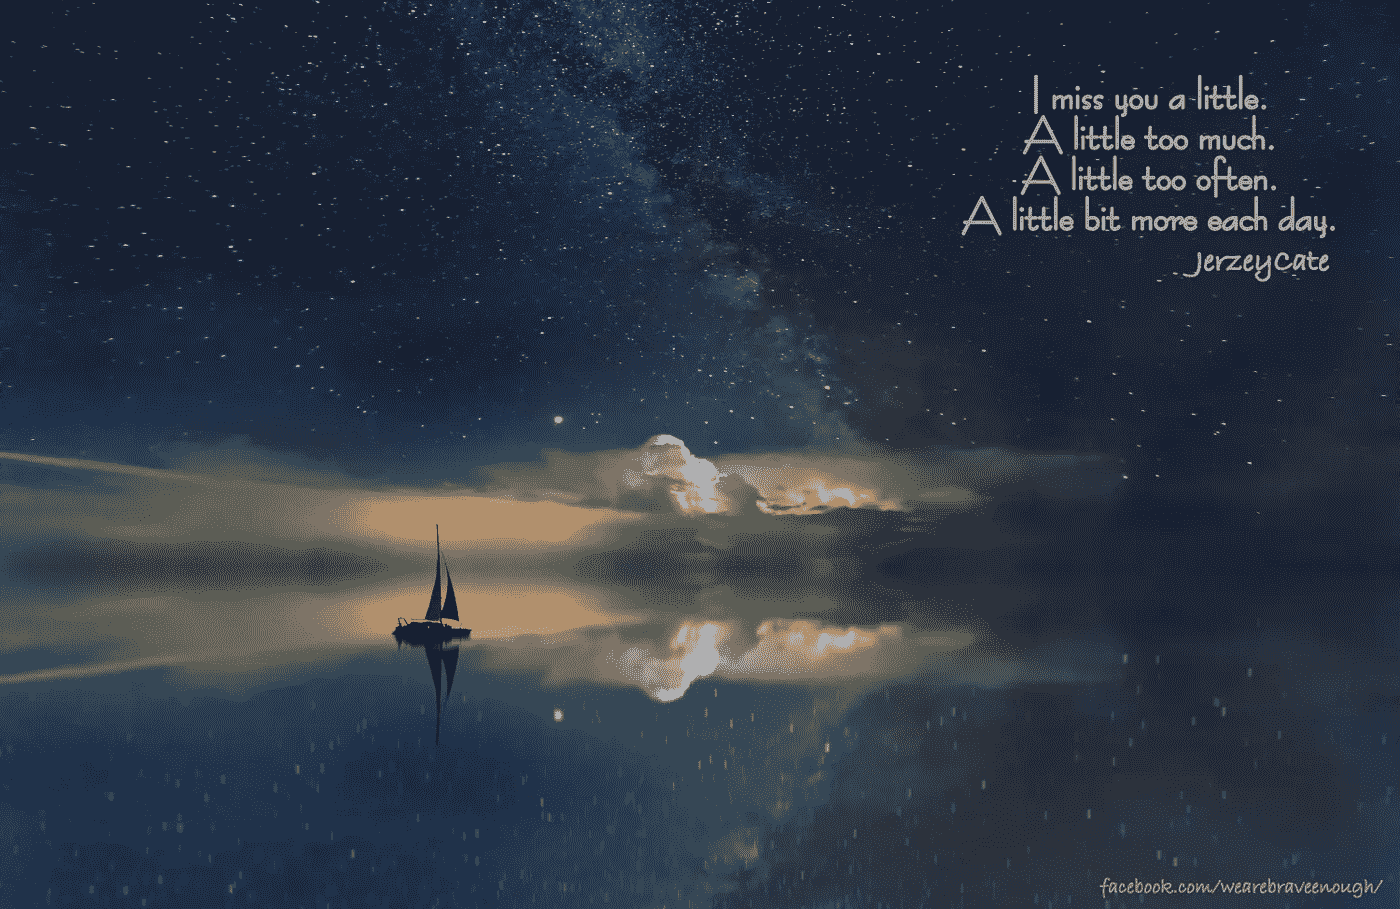 I miss you a little.
A little too much.
A little too often.
A little bit more each day.
JerzeyCate
facebook.com/wearebraveenough/